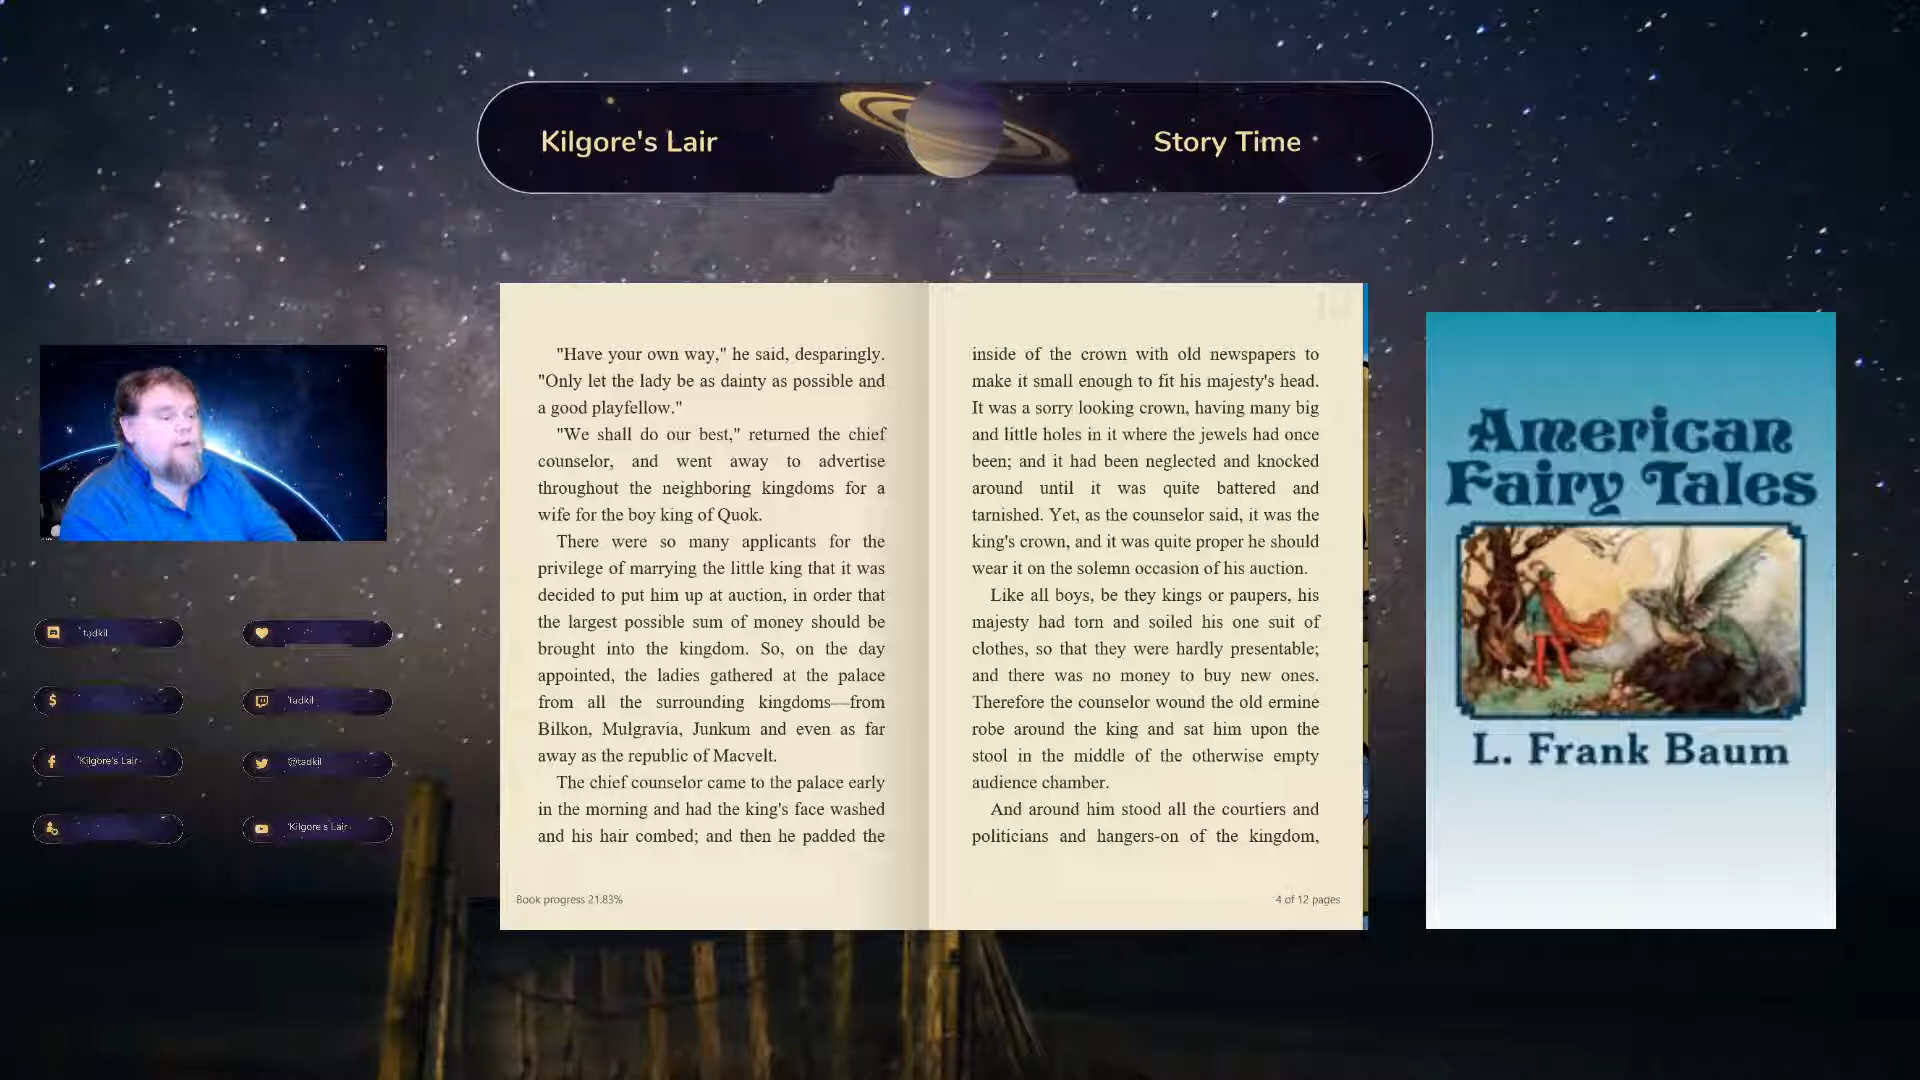 Kilgore's Lair
Story Time
"Have your own way," he said, desparingly.
"Only let the lady be as dainty as possible and
a good playfellow."
"We shall do our best," returned the chief
counselor, and went away to advertise
throughout the neighboring kingdoms for a
wife for the boy king of Quok.
There were so many applicants for the
privilege of marrying the little king that it was
decided to put him up at auction, in order that
the largest possible sum of money should be
brought into the kingdom. So, on the day
appointed, the ladies gathered at the palace
from all the surrounding kingdoms—from
Bilkon, Mulgravia, Junkum and even as far
away as the republic of Macvelt.
The chief counselor came to the palace early
in the morning and had the king's face washed
and his hair combed; and then he padded the
Book progress 21.83%
inside of the crown with old newspapers to
make it small enough to fit his majesty's head.
It was a sorry looking crown, having many big
and little holes in it where the jewels had once
been; and it had been neglected and knocked
around until it was quite battered and
tarnished. Yet, as the counselor said, it was the
king's crown, and it was quite proper he should
wear it on the solemn occasion of his auction.
Like all boys, be they kings or paupers, his
majesty had torn and soiled his one suit of
clothes, so that they were hardly presentable;
and there was no money to buy new ones.
Therefore the counselor wound the old ermine
robe around the king and sat him upon the
stool in the middle of the otherwise empty
audience chamber.
And around him stood all the courtiers and
politicians and hangers-on of the kingdom,
4 of 12 pages
American
Fairy Tales
L. Frank Baum
tadkil
$
tadkil
Kilgore's Lair
@tadkil
Kilgore's Lair